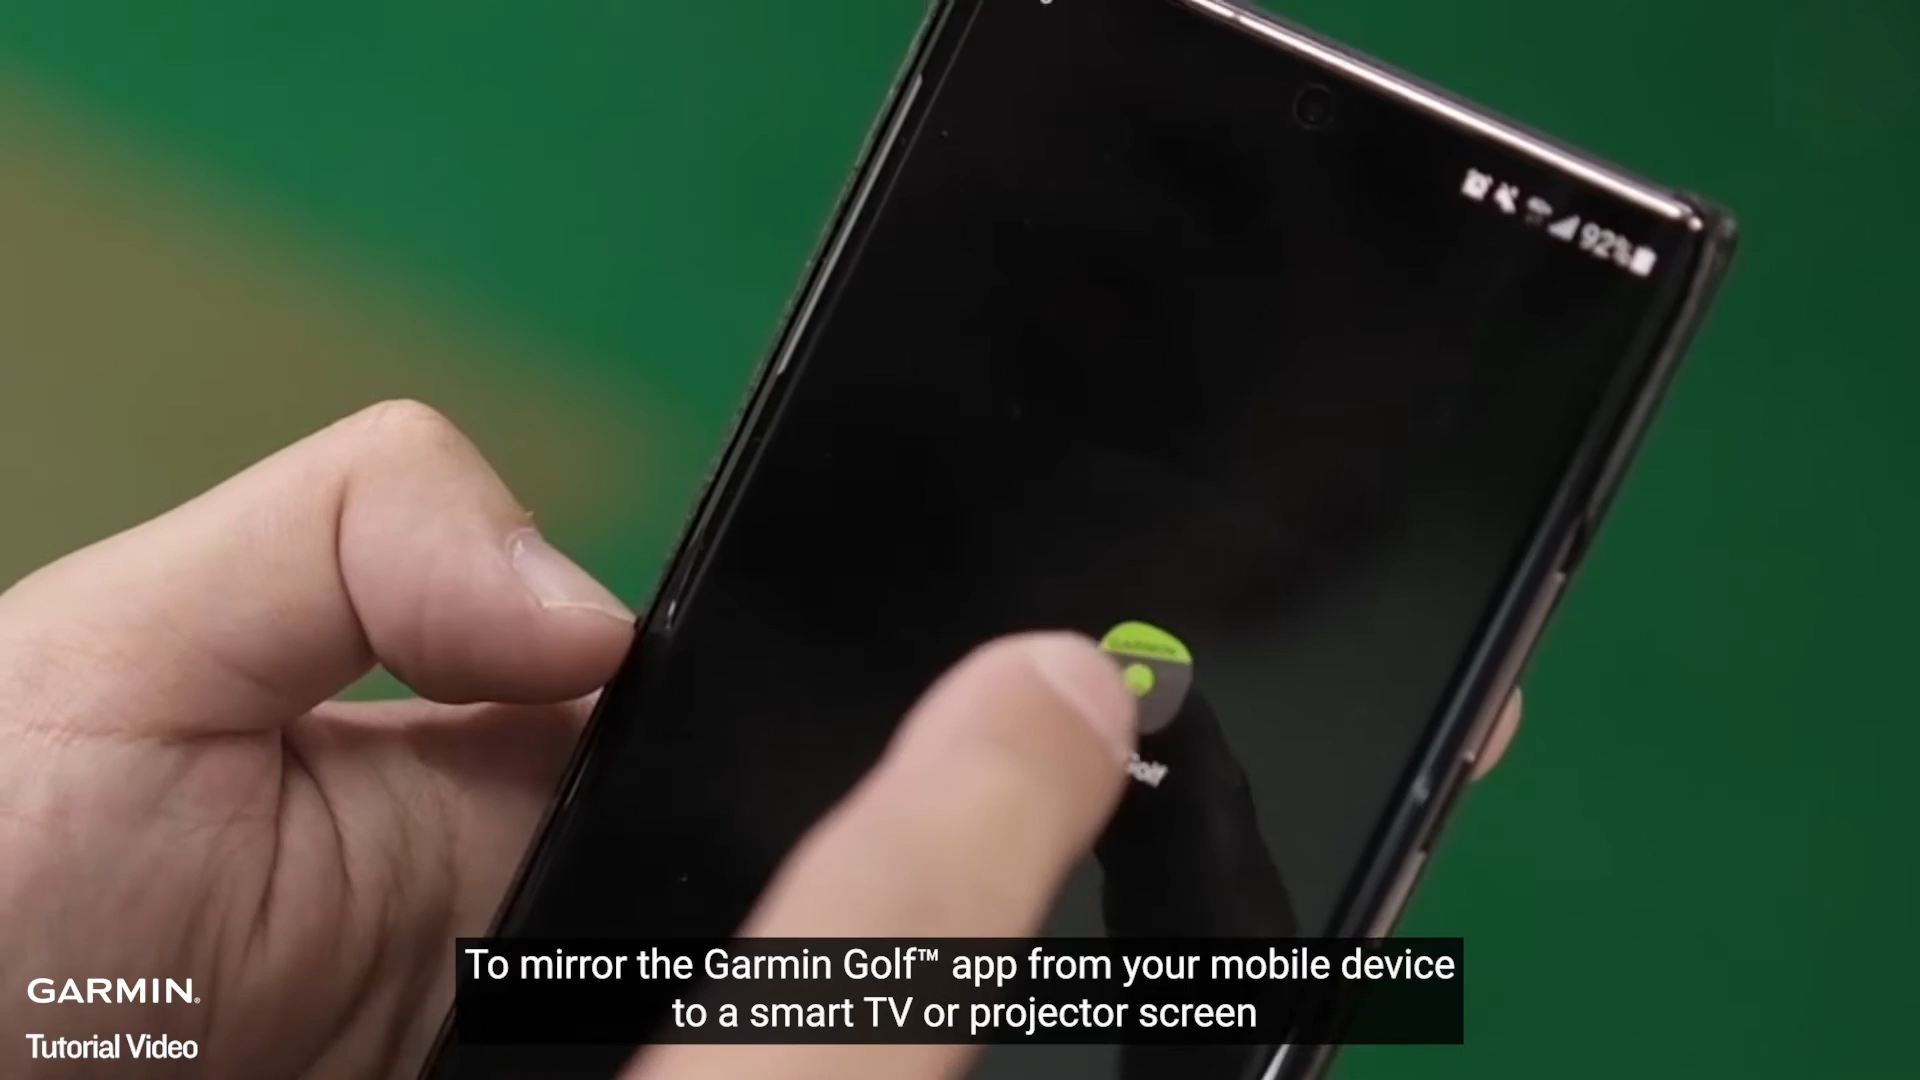 92%
Golf
To mirror the Garmin Golf™ app from your mobile device
to a smart TV or projector screen
GARMIN®
Tutorial Video